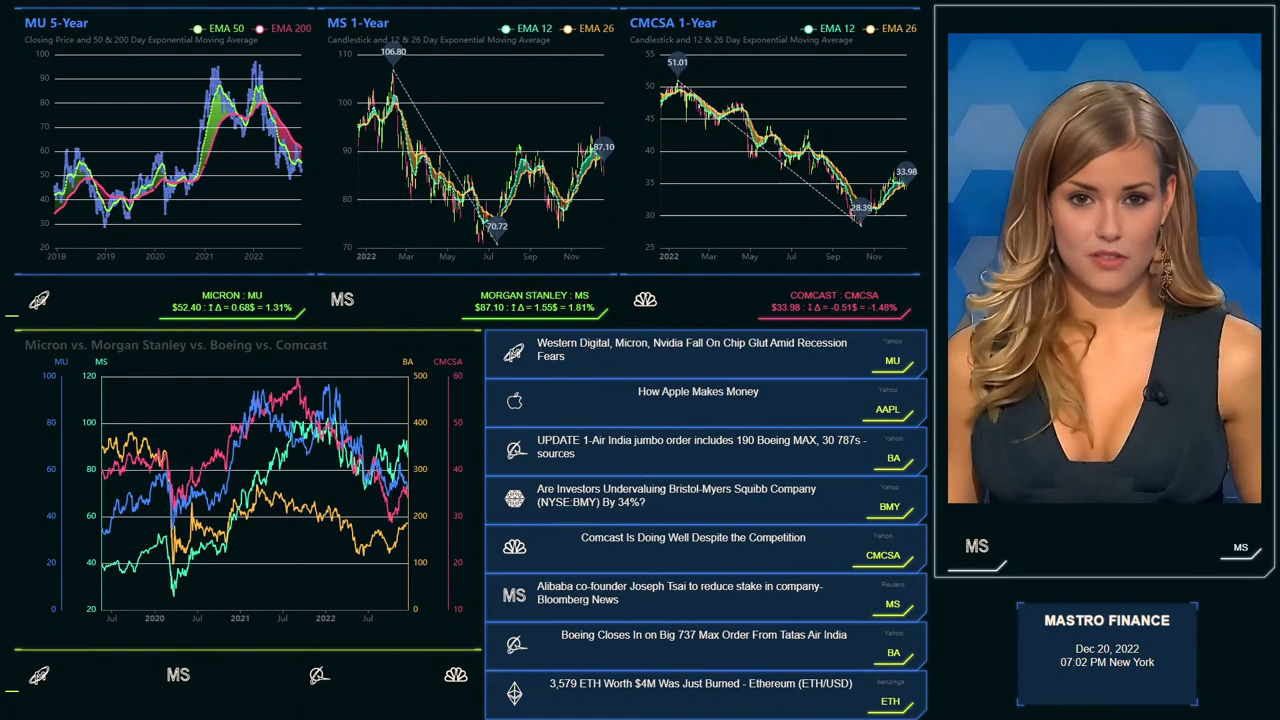 MU 5-Year
EMA 50
EMA 200
Closing Price and 50 & 200 Day Exponential Moving Average
100
90
80
70
60
50
40
30
20
2018
2019
2020
2021
2022
MS 1-Year
EMA 12
EMA 26
Candlestick and 12 & 26 Day Exponential Moving Average
110
100
90
80
70
106.80
87.10
70.72
2022
Mar
May
Jul
Sep
Nov
CMCSA 1-Year
EMA 12
EMA 26
Candlestick and 12 & 26 Day Exponential Moving Average
55
50
45
40
35
30
25
51.01
33.98
28.39
2022
Mar
May
Jul
Sep
Nov
MICRON : MU
$52.40 : ↥ Δ = 0.68$ = 1.31%
MS
MORGAN STANLEY : MS
$87.10 : ↥ Δ = 1.55$ = 1.81%
COMCAST : CMCSA
$33.98 : ↧ Δ = -0.51$ = -1.48%
Micron vs. Morgan Stanley vs. Boeing vs. Comcast
MU
MS
BA
CMCSA
100
80
60
40
20
0
120
100
80
60
40
20
500
400
300
200
100
0
60
50
40
30
20
10
Jul
2020
Jul
2021
Jul
2022
Jul
MS
Western Digital, Micron, Nvidia Fall On Chip Glut Amid Recession
Fears
Yahoo
MU
How Apple Makes Money
Yahoo
AAPL
UPDATE 1-Air India jumbo order includes 190 Boeing MAX, 30 787s -
sources
Yahoo
BA
Are Investors Undervaluing Bristol-Myers Squibb Company
(NYSE:BMY) By 34%?
Yahoo
BMY
Comcast Is Doing Well Despite the Competition
Yahoo
CMCSA
MS
Alibaba co-founder Joseph Tsai to reduce stake in company-
Bloomberg News
Reuters
MS
Boeing Closes In on Big 737 Max Order From Tatas Air India
Yahoo
BA
3,579 ETH Worth $4M Was Just Burned - Ethereum (ETH/USD)
benzinga
ETH
MS
MS
MASTRO FINANCE
Dec 20, 2022
07:02 PM New York